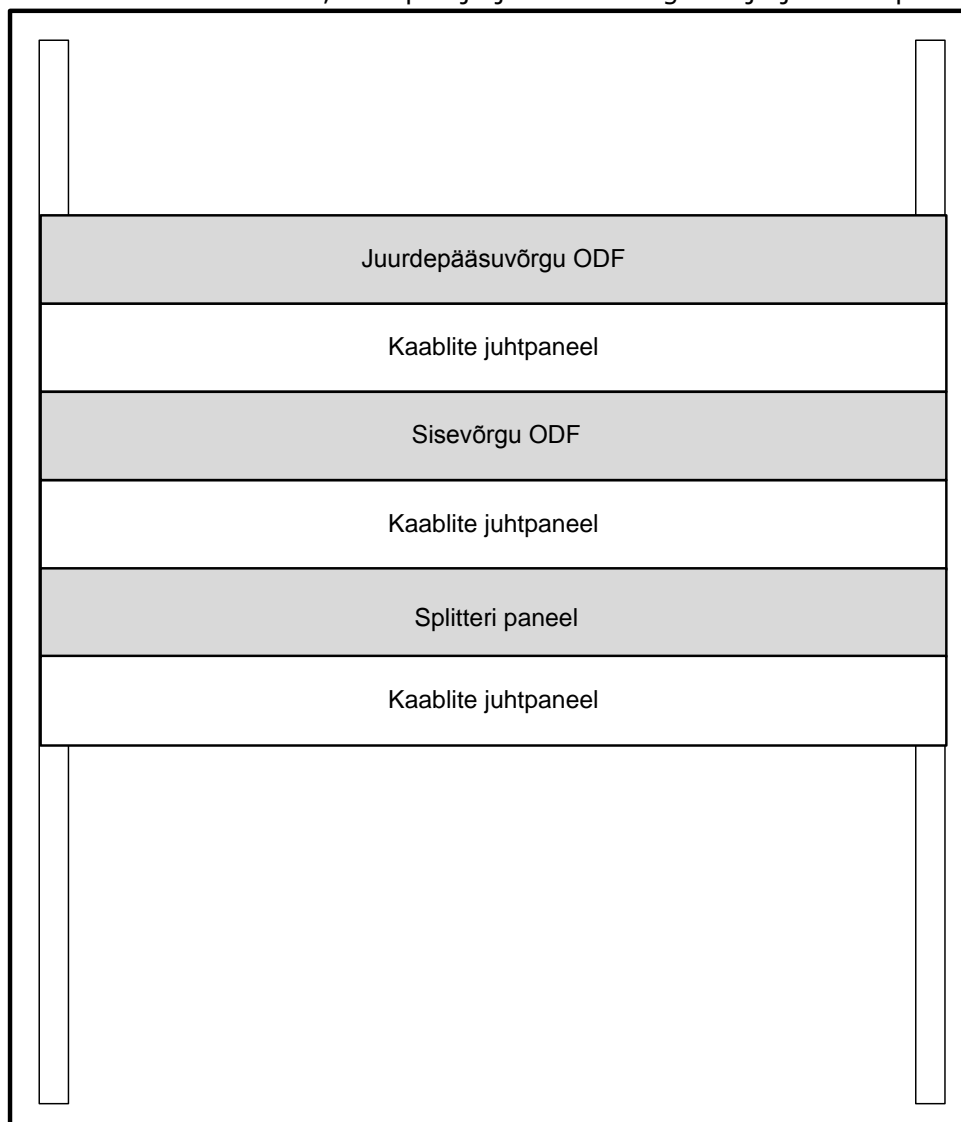 Juurdepääsuvõrgu ODF
Kaablite juhtpaneel
Sisevõrgu ODF
Kaablite juhtpaneel
Splitteri paneel
Kaablite juhtpaneel